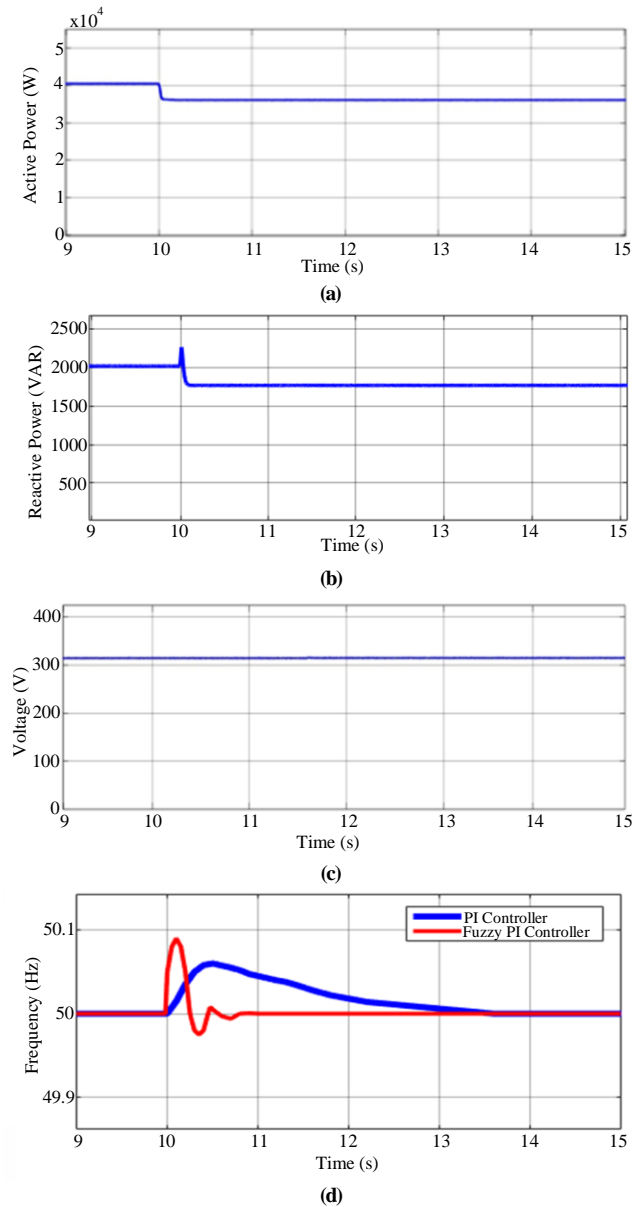 x10⁴
Active Power (W)
5
4
3
2
1
0
9 10 11 12 13 14 15
Time (s)
(a)
Reactive Power (VAR)
2500
2000
1500
1000
500
9 10 11 12 13 14 15
Time (s)
(b)
Voltage (V)
400
300
200
100
0
9 10 11 12 13 14 15
Time (s)
(c)
Frequency (Hz)
50.1
50
49.9
PI Controller
Fuzzy PI Controller
9 10 11 12 13 14 15
Time (s)
(d)